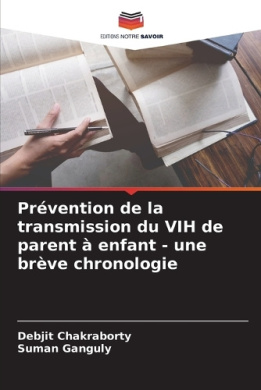 EDITIONS NOTRE SAVOIR
Prévention de la
transmission du VIH de
parent à enfant - une
brève chronologie
Debjit Chakraborty
Suman Ganguly